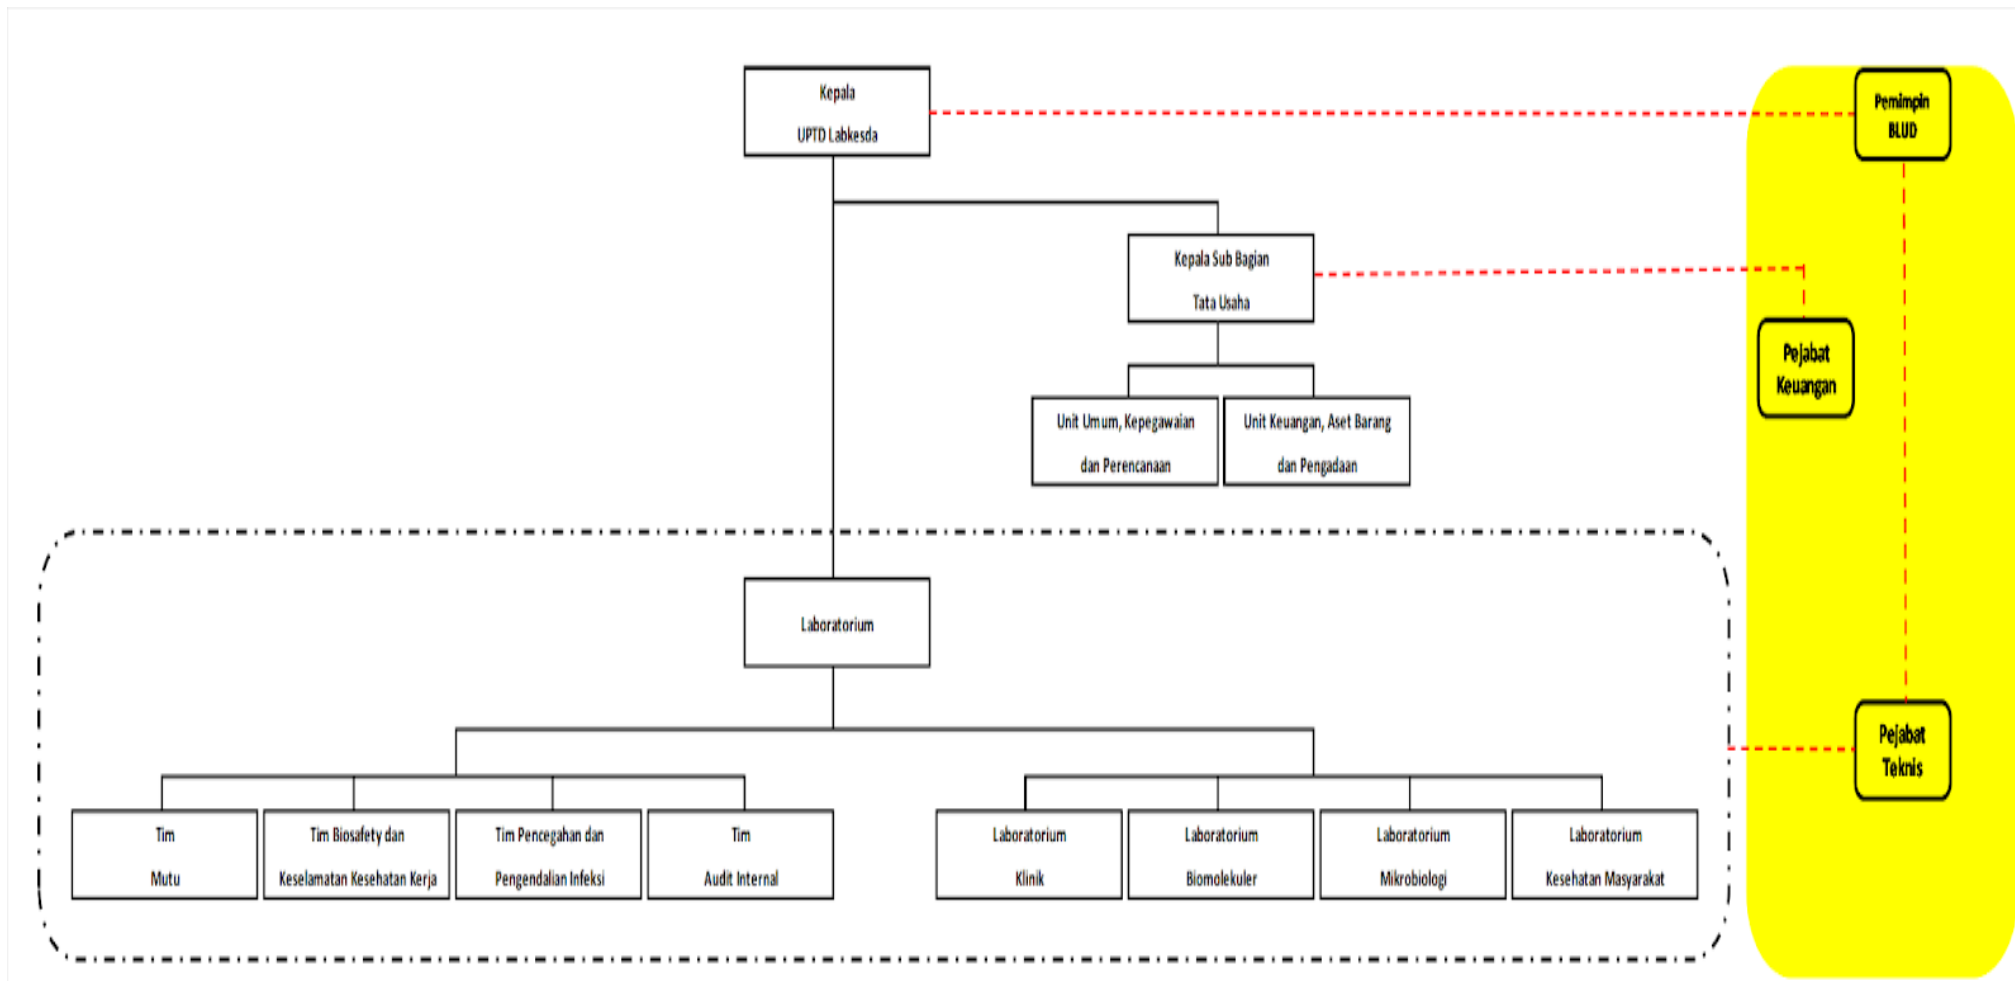 Kepala
UPTD Labkesda
Pemimpin
BLUD
Kepala Sub Bagian
Tata Usaha
Pejabat
Keuangan
Unit Umum, Kepegawaian
dan Perencanaan
Unit Keuangan, Aset Barang
dan Pengadaan
Laboratorium
Pejabat
Teknis
Tim
Mutu
Tim Biosafety dan
Keselamatan Kesehatan Kerja
Tim Pencegahan dan
Pengendalian Infeksi
Tim
Audit Internal
Laboratorium
Klinik
Laboratorium
Biomolekuler
Laboratorium
Mikrobiologi
Laboratorium
Kesehatan Masyarakat